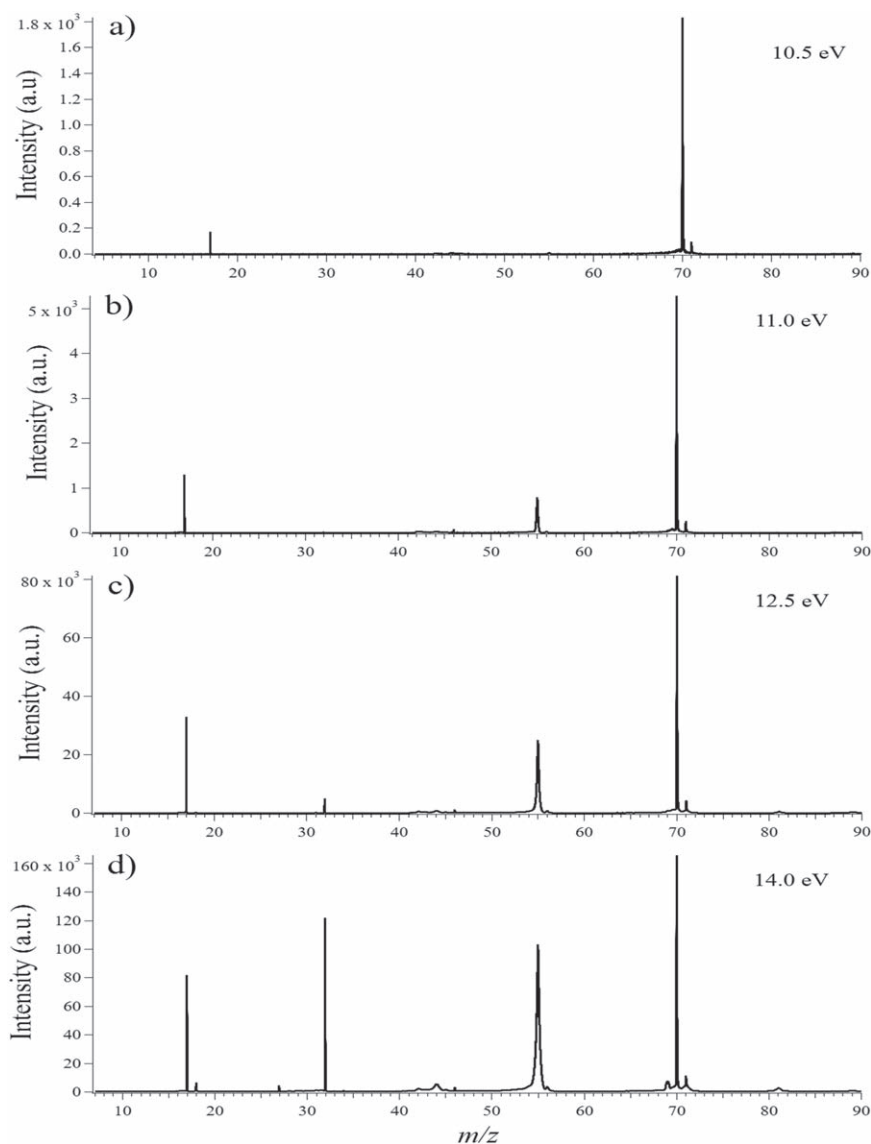 a)
10.5 eV
Intensity (a.u)
1.8 x 10³
1.6
1.4
1.2
1.0
0.8
0.6
0.4
0.2
0.0
10 20 30 40 50 60 70 80 90
b)
11.0 eV
Intensity (a.u.)
5 x 10³
4
3
2
1
0
10 20 30 40 50 60 70 80 90
c)
12.5 eV
Intensity (a.u.)
80 x 10³
60
40
20
0
10 20 30 40 50 60 70 80 90
d)
14.0 eV
Intensity (a.u.)
160 x 10³
140
120
100
80
60
40
20
0
10 20 30 40 50 60 70 80 90
m/z